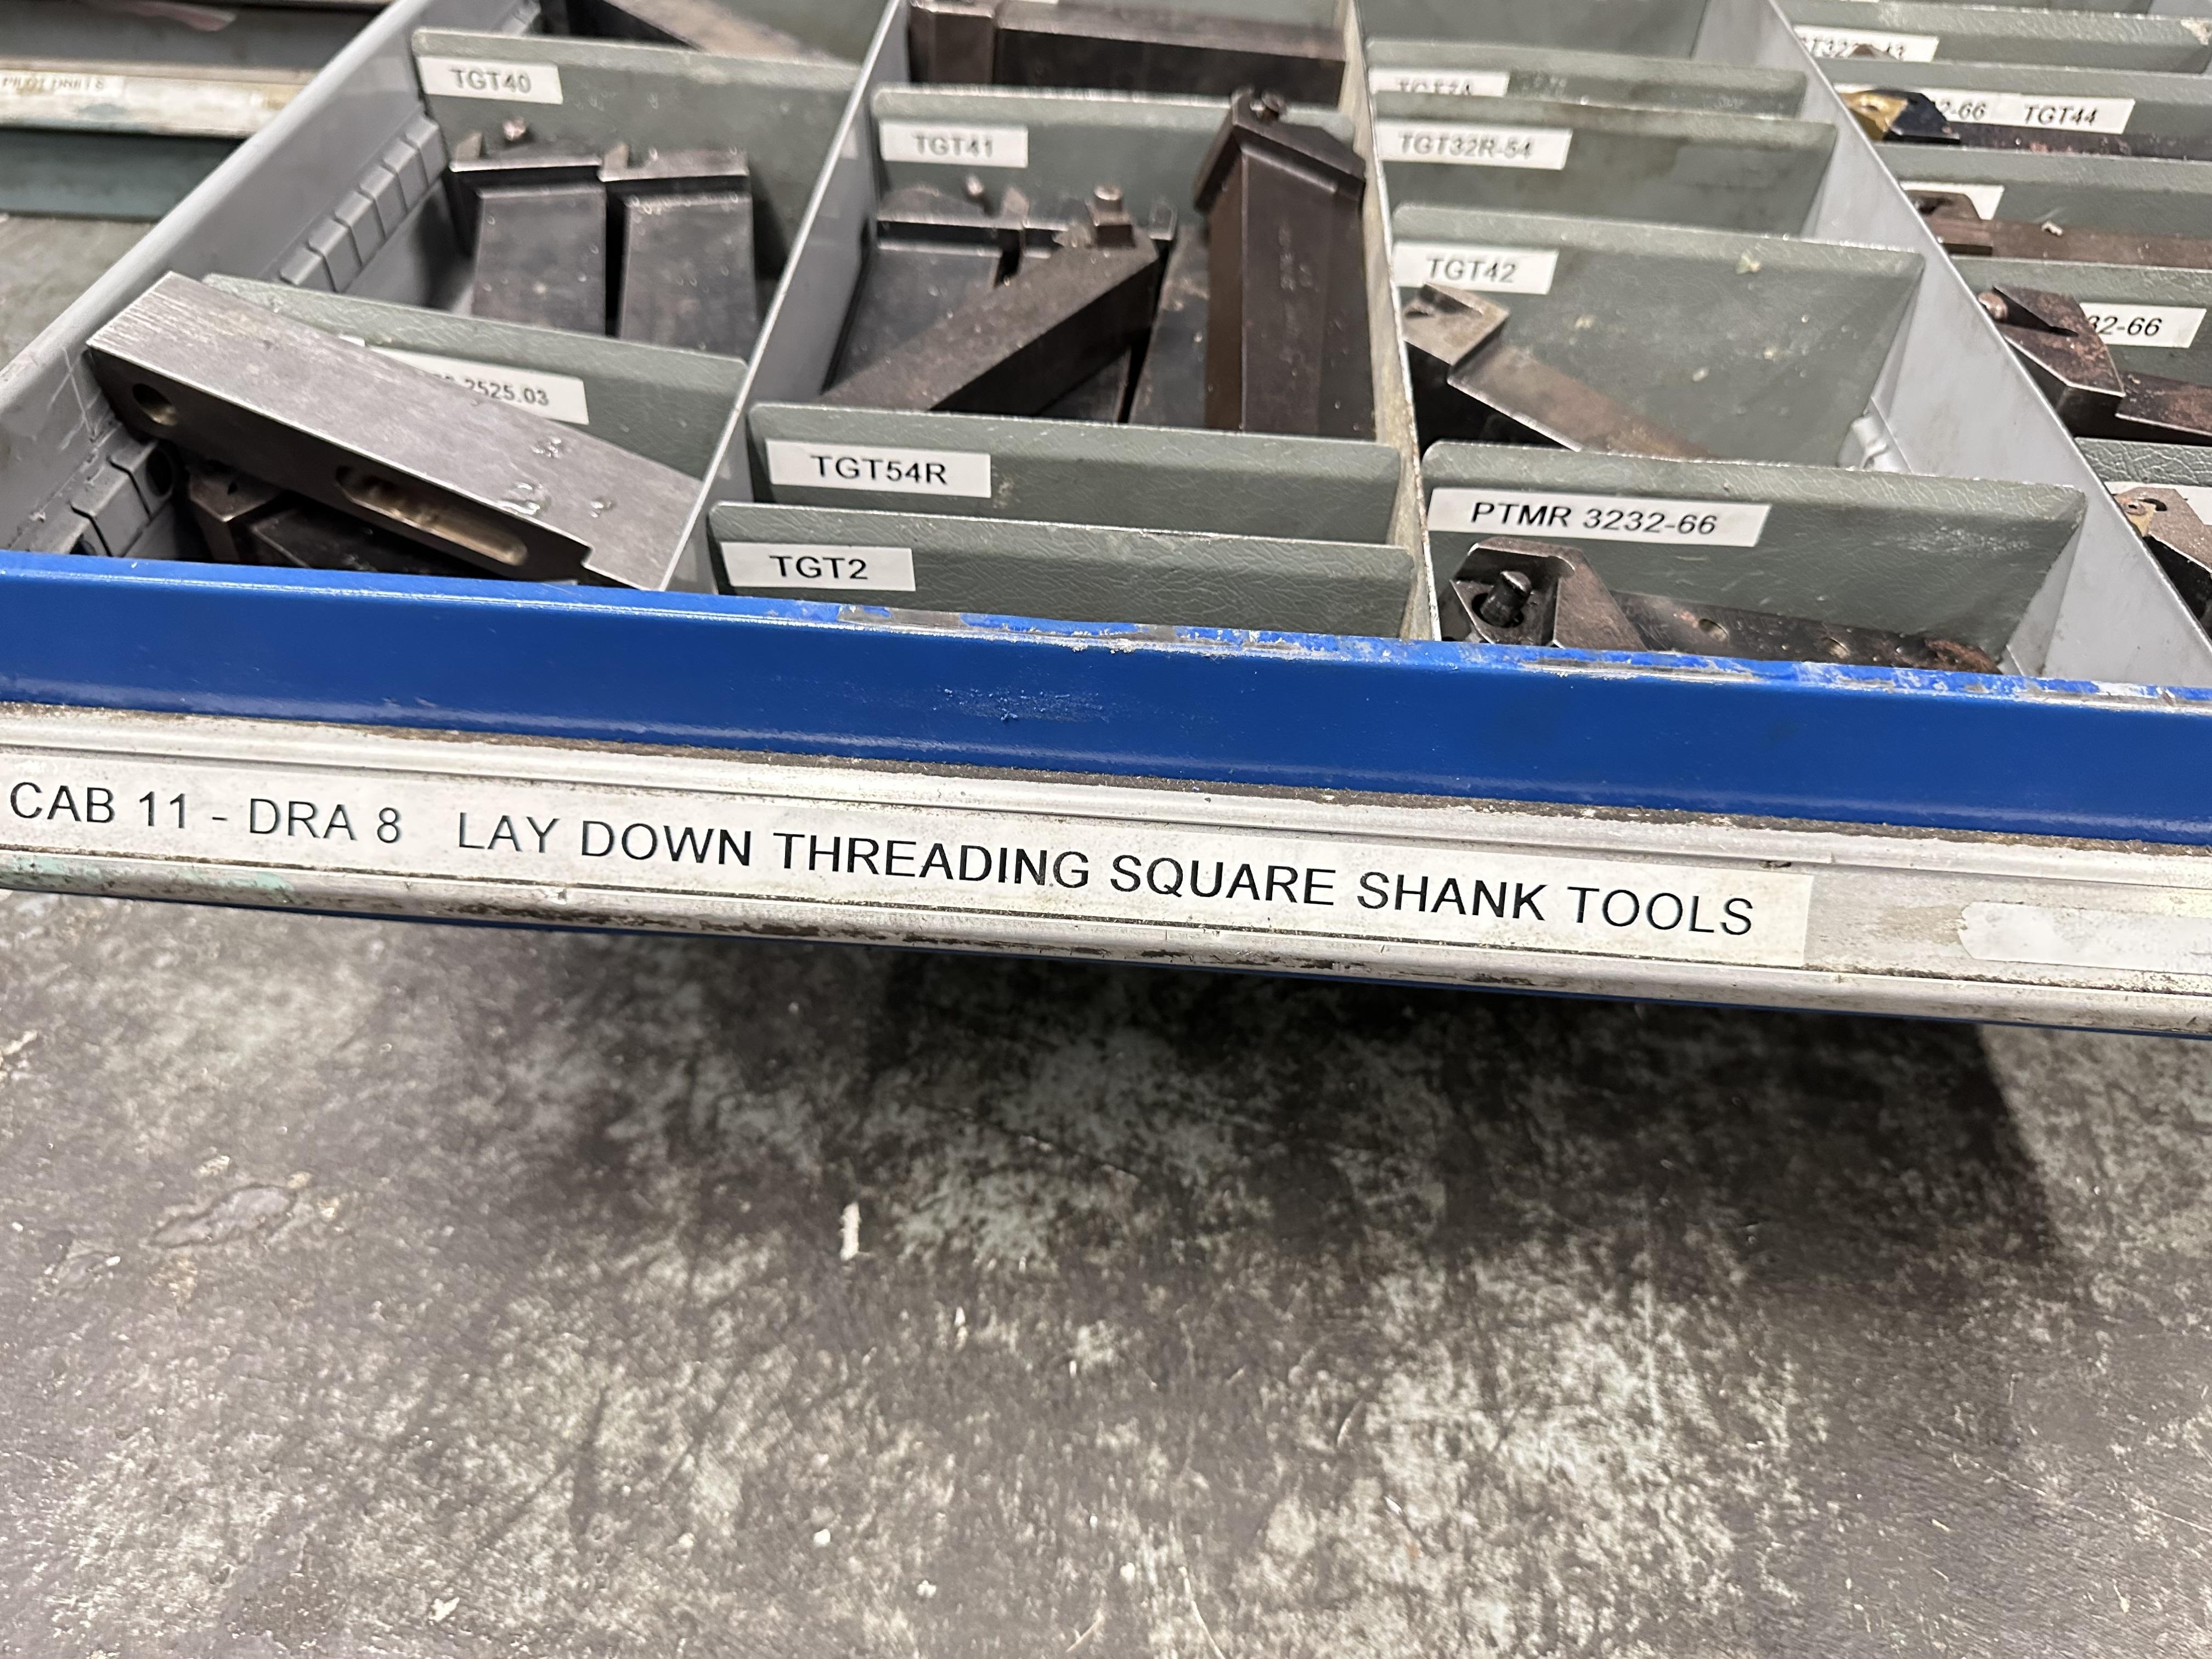 TGT40
TGT41
TGT32R-54
TGT44
TGT42
2525.03
TGT54R
PTMR 3232-66
TGT2
CAB 11 - DRA 8 LAY DOWN THREADING SQUARE SHANK TOOLS